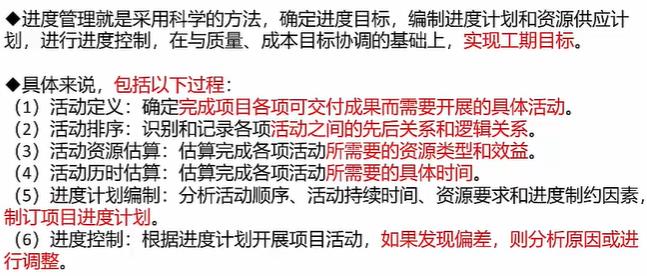 ◆进度管理就是采用科学的方法，确定进度目标，编制进度计划和资源供应计
划，进行进度控制，在与质量、成本目标协调的基础上，实现工期目标。
◆具体来说，包括以下过程：
（1）活动定义：确定完成项目各项可交付成果而需要开展的具体活动。
（2）活动排序：识别和记录各项活动之间的先后关系和逻辑关系。
（3）活动资源估算：估算完成各项活动所需要的资源类型和效益。
（4）活动历时估算：估算完成各项活动所需要的具体时间。
（5）进度计划编制：分析活动顺序、活动持续时间、资源要求和进度制约因素，
制订项目进度计划。
（6）进度控制：根据进度计划开展项目活动，如果发现偏差，则分析原因或进
行调整。